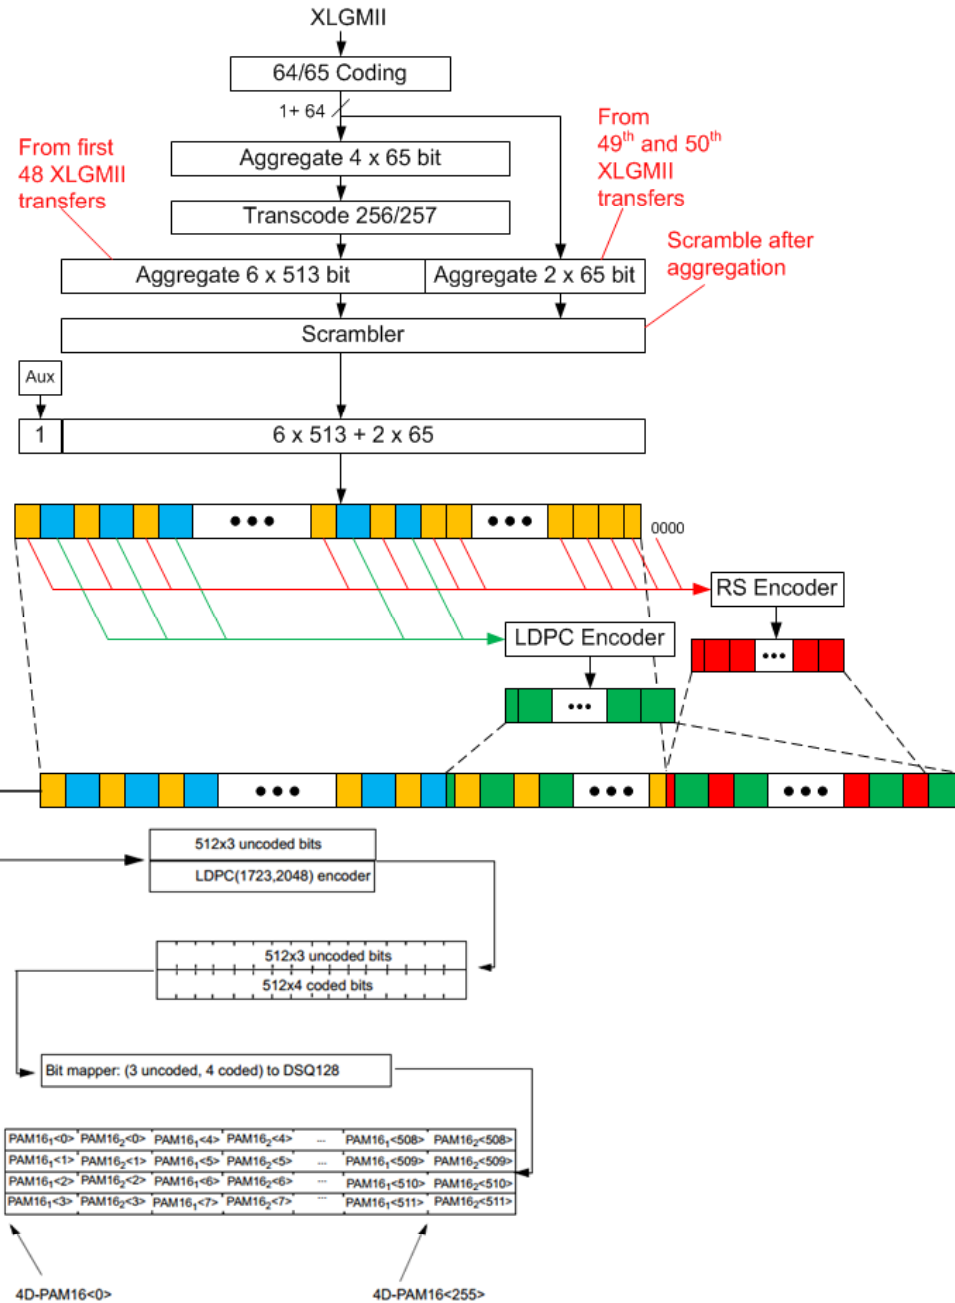 XLGMII
64/65 Coding
1+ 64
From first
48 XLGMII
transfers
Aggregate 4 x 65 bit
From
49th and 50th
XLGMII
transfers
Transcode 256/257
Scramble after
aggregation
Aggregate 6 x 513 bit
Aggregate 2 x 65 bit
Scrambler
Aux
1
6 x 513 + 2 x 65
0000
RS Encoder
LDPC Encoder
512x3 uncoded bits
LDPC(1723,2048) encoder
512x3 uncoded bits
512x4 coded bits
Bit mapper: (3 uncoded, 4 coded) to DSQ128
PAM16₁<0> PAM16₂<0> PAM16₁<4> PAM16₂<4> ... PAM16₁<508> PAM16₂<508>
PAM16₁<1> PAM16₂<1> PAM16₁<5> PAM16₂<5> ... PAM16₁<509> PAM16₂<509>
PAM16₁<2> PAM16₂<2> PAM16₁<6> PAM16₂<6> ... PAM16₁<510> PAM16₂<510>
PAM16₁<3> PAM16₂<3> PAM16₁<7> PAM16₂<7> ... PAM16₁<511> PAM16₂<511>
4D-PAM16<0>
4D-PAM16<255>